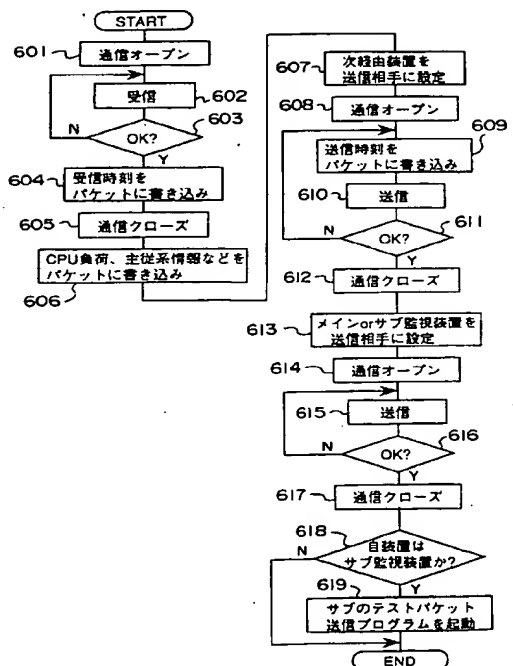 START
601
通信オープン
受信
602
N
OK?
603
Y
604
受信時刻を
パケットに書き込み
605
通信クローズ
CPU負荷、主従系情報などを
パケットに書き込み
606
607
次経由装置を
送信相手に設定
608
通信オープン
609
送信時刻を
パケットに書き込み
610
送信
611
N
OK?
Y
612
通信クローズ
メインorサブ監視装置を
送信相手に設定
613
614
通信オープン
615
送信
616
N
OK?
Y
617
通信クローズ
618
N
自装置は
サブ監視装置か?
619
Y
サブのテストパケット
送信プログラムを起動
END